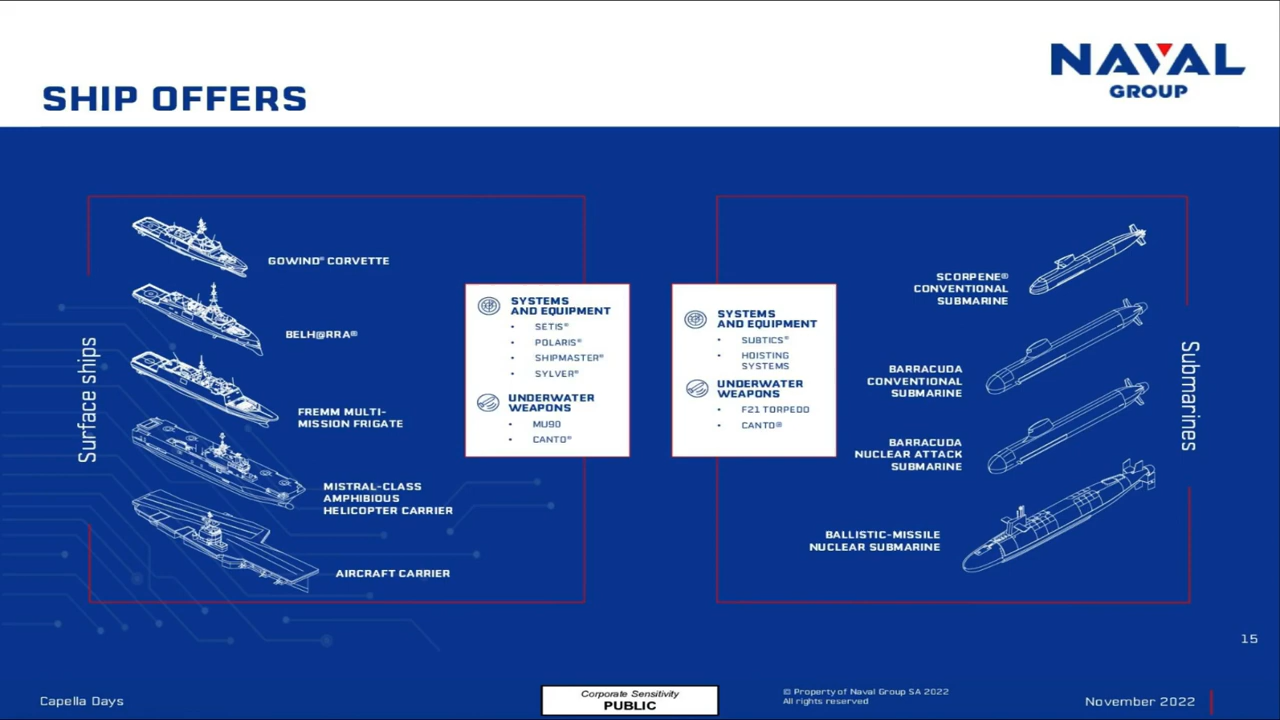 NAVAL
GROUP
SHIP OFFERS
Surface ships
GOWIND® CORVETTE
BELH@RRA®
FREMM MULTI-
MISSION FRIGATE
MISTRAL-CLASS
AMPHIBIOUS
HELICOPTER CARRIER
AIRCRAFT CARRIER
SYSTEMS
AND EQUIPMENT
• SETIS®
• POLARIS®
• SHIPMASTER®
• SYLVER®
UNDERWATER
WEAPONS
• MU90
• CANTO®
SYSTEMS
AND EQUIPMENT
• SUBTICS®
• HOISTING
SYSTEMS
UNDERWATER
WEAPONS
• F21 TORPEDO
• CANTO®
SCORPENE®
CONVENTIONAL
SUBMARINE
BARRACUDA
CONVENTIONAL
SUBMARINE
BARRACUDA
NUCLEAR ATTACK
SUBMARINE
BALLISTIC-MISSILE
NUCLEAR SUBMARINE
Submarines
15
Capella Days
Corporate Sensitivity
PUBLIC
© Property of Naval Group SA 2022
All rights reserved
November 2022